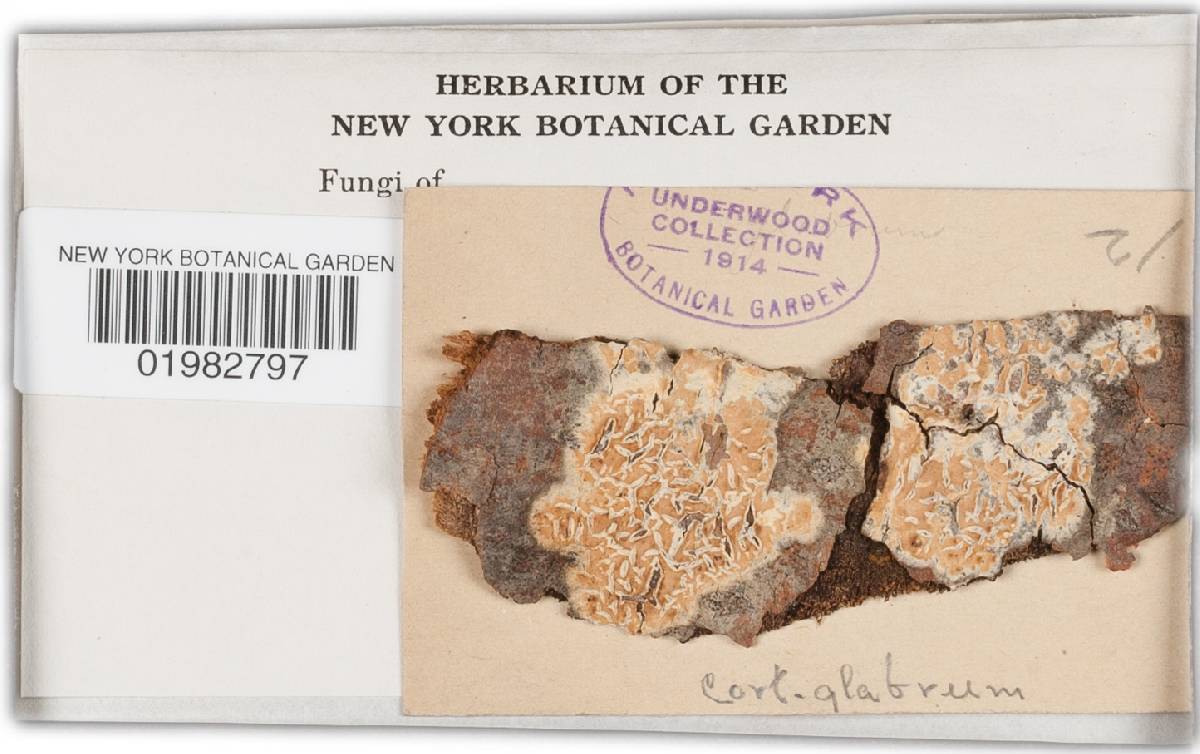 HERBARIUM OF THE
NEW YORK BOTANICAL GARDEN
Fungi of
NEW YORK BOTANICAL GARDEN
01982797
RK
UNDERWOOD
COLLECTION
1914
BOTANICAL GARDEN
Cort. glabrum